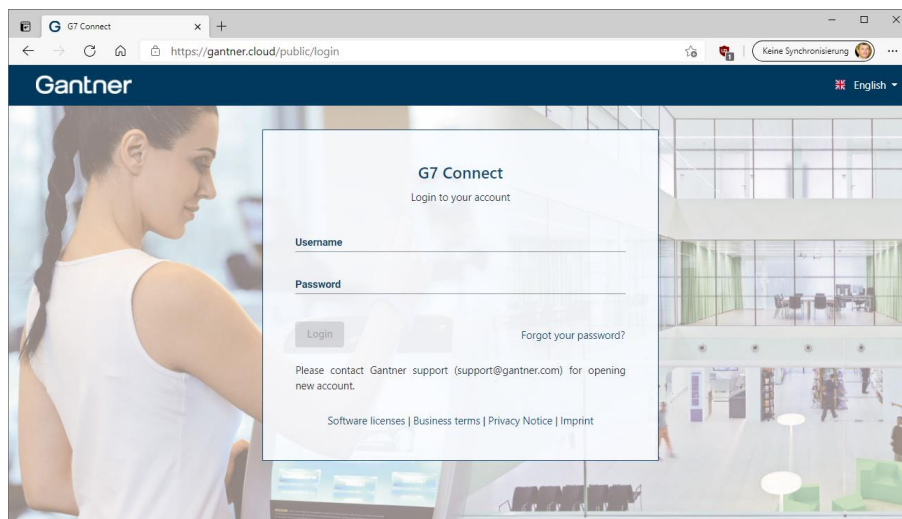 G7 Connect
https://gantner.cloud/public/login
1
Keine Synchronisierung
Gantner
English
G7 Connect
Login to your account
Username
Password
Login
Forgot your password?
Please contact Gantner support (support@gantner.com) for opening
new account.
Software licenses | Business terms | Privacy Notice | Imprint